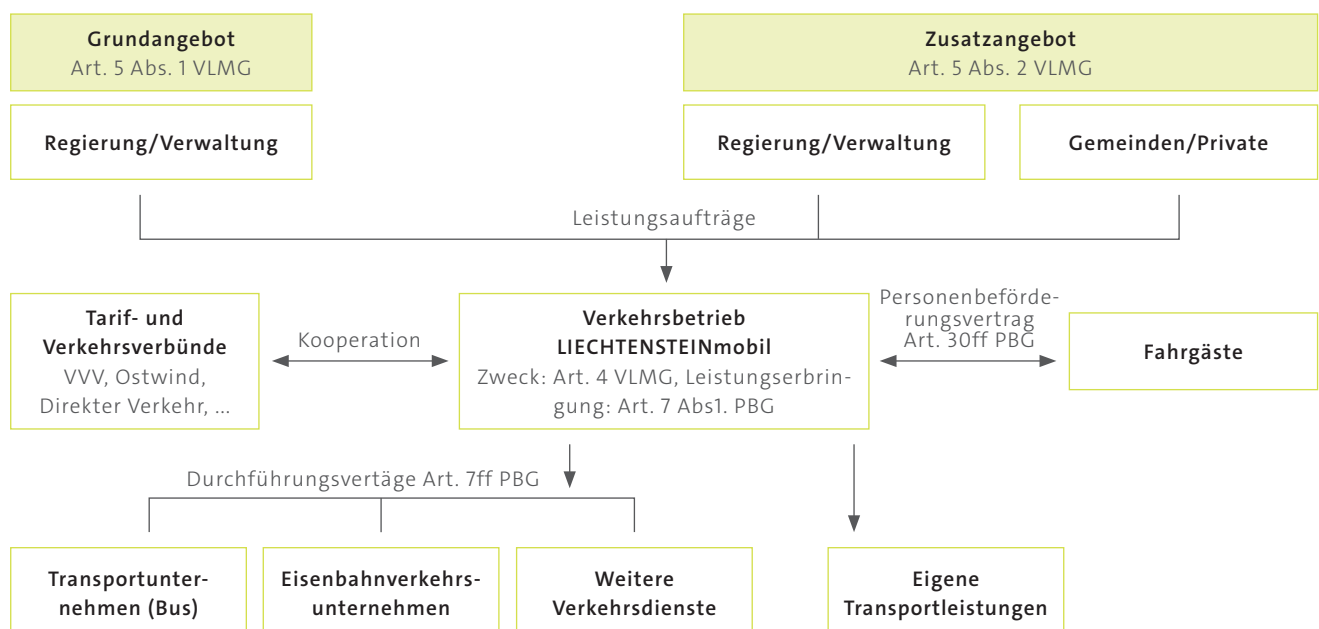 Grundangebot
Art. 5 Abs. 1 VLMG
Zusatzangebot
Art. 5 Abs. 2 VLMG
Regierung/Verwaltung
Regierung/Verwaltung
Gemeinden/Private
Leistungsaufträge
Tarif- und
Verkehrsverbünde
VVV, Ostwind,
Direkter Verkehr, ...
Kooperation
Verkehrsbetrieb
LIECHTENSTEINmobil
Zweck: Art. 4 VLMG, Leistungserbrin-
gung: Art. 7 Abs1. PBG
Personenbeförde-
rungsvertrag
Art. 30ff PBG
Fahrgäste
Durchführungsvertäge Art. 7ff PBG
Transportunter-
nehmen (Bus)
Eisenbahnverkehrs-
unternehmen
Weitere
Verkehrsdienste
Eigene
Transportleistungen